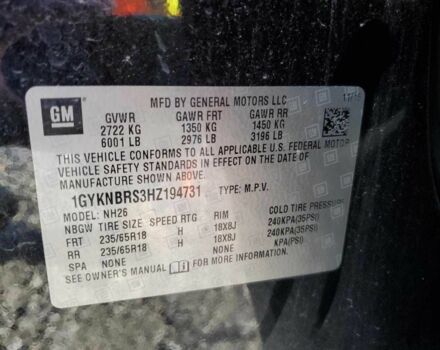 GM
MFD BY GENERAL MOTORS LLC
GVWR GAWR FRT GAWR RR
2722 KG 1350 KG 1450 KG
6001 LB 2976 LB 3196 LB
THIS VEHICLE CONFORMS TO ALL APPLICABLE U.S. FEDERAL MOTOR
VEHICLE SAFETY STANDARDS IN EFFECT ON THE DATE OF
MANUFACTURE SHOWN ABOVE.
1GYKNBRS3HZ194731 TYPE: M.P.V.
MODEL: NH26
NBGW TIRE SIZE SPEED RTG RIM COLD TIRE PRESSURE
FRT 235/65R18 H 18X8J 240KPA(35PSI)
RR 235/65R18 H 18X8J 240KPA(35PSI)
SPA NONE NONE KPA(PSI)
SEE OWNER'S MANUAL FOR MORE INFORMATION.